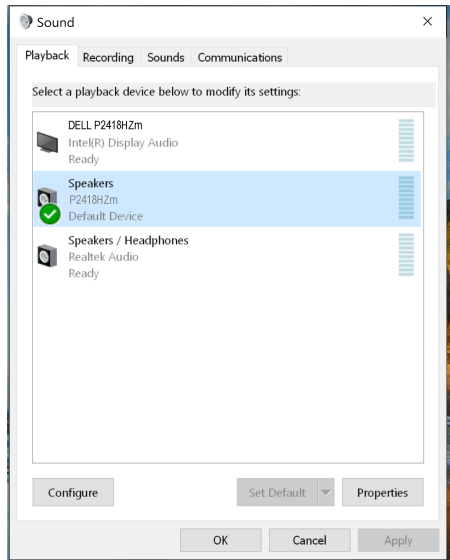 Sound
Playback Recording Sounds Communications
Select a playback device below to modify its settings:
DELL P2418HZm
Intel(R) Display Audio
Ready
Speakers
P2418HZm
Default Device
Speakers / Headphones
Realtek Audio
Ready
Configure Set Default Properties
OK Cancel Apply